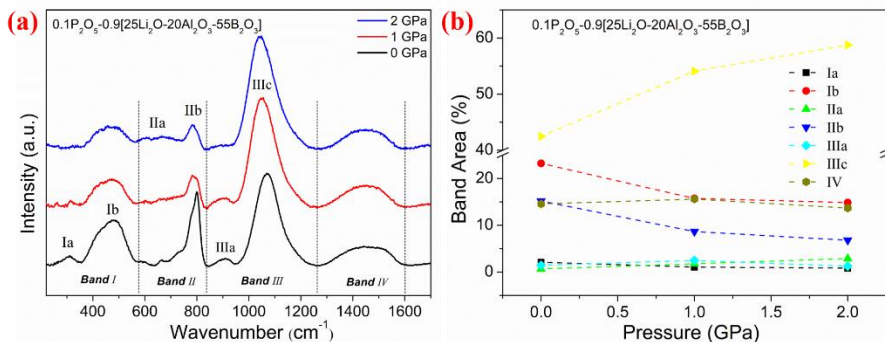 (a)
0.1P₂O₅-0.9[25Li₂O-20Al₂O₃-55B₂O₃]
2 GPa
1 GPa
0 GPa
IIIc
IIa
IIb
Ia
Ib
IIIa
Band I
Band II
Band III
Band IV
Intensity (a.u.)
400 600 800 1000 1200 1400 1600
Wavenumber (cm⁻¹)
(b)
0.1P₂O₅-0.9[25Li₂O-20Al₂O₃-55B₂O₃]
Ia
Ib
IIa
IIb
IIIa
IIIc
IV
60
50
40
20
10
0
Band Area (%)
0.0 0.5 1.0 1.5 2.0
Pressure (GPa)